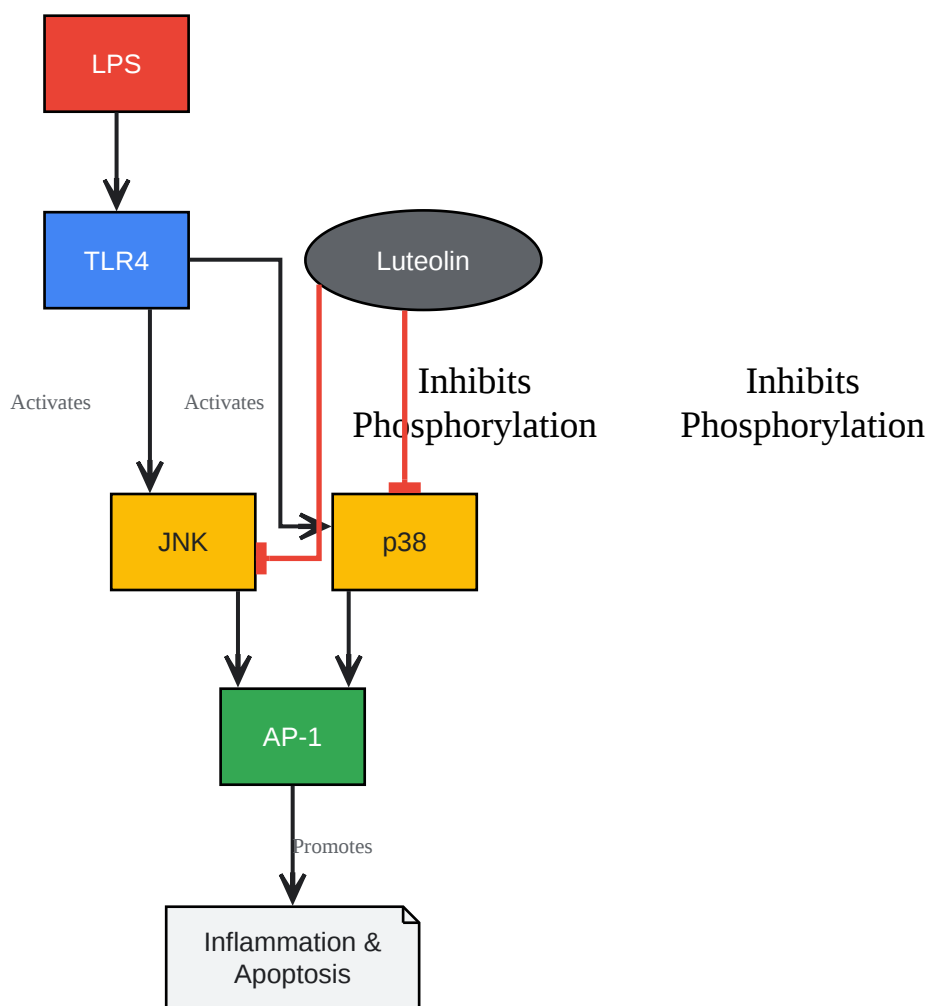 LPS
TLR4
Luteolin
Activates
Activates
Inhibits
Phosphorylation
Inhibits
Phosphorylation
JNK
p38
AP-1
Promotes
Inflammation &
Apoptosis